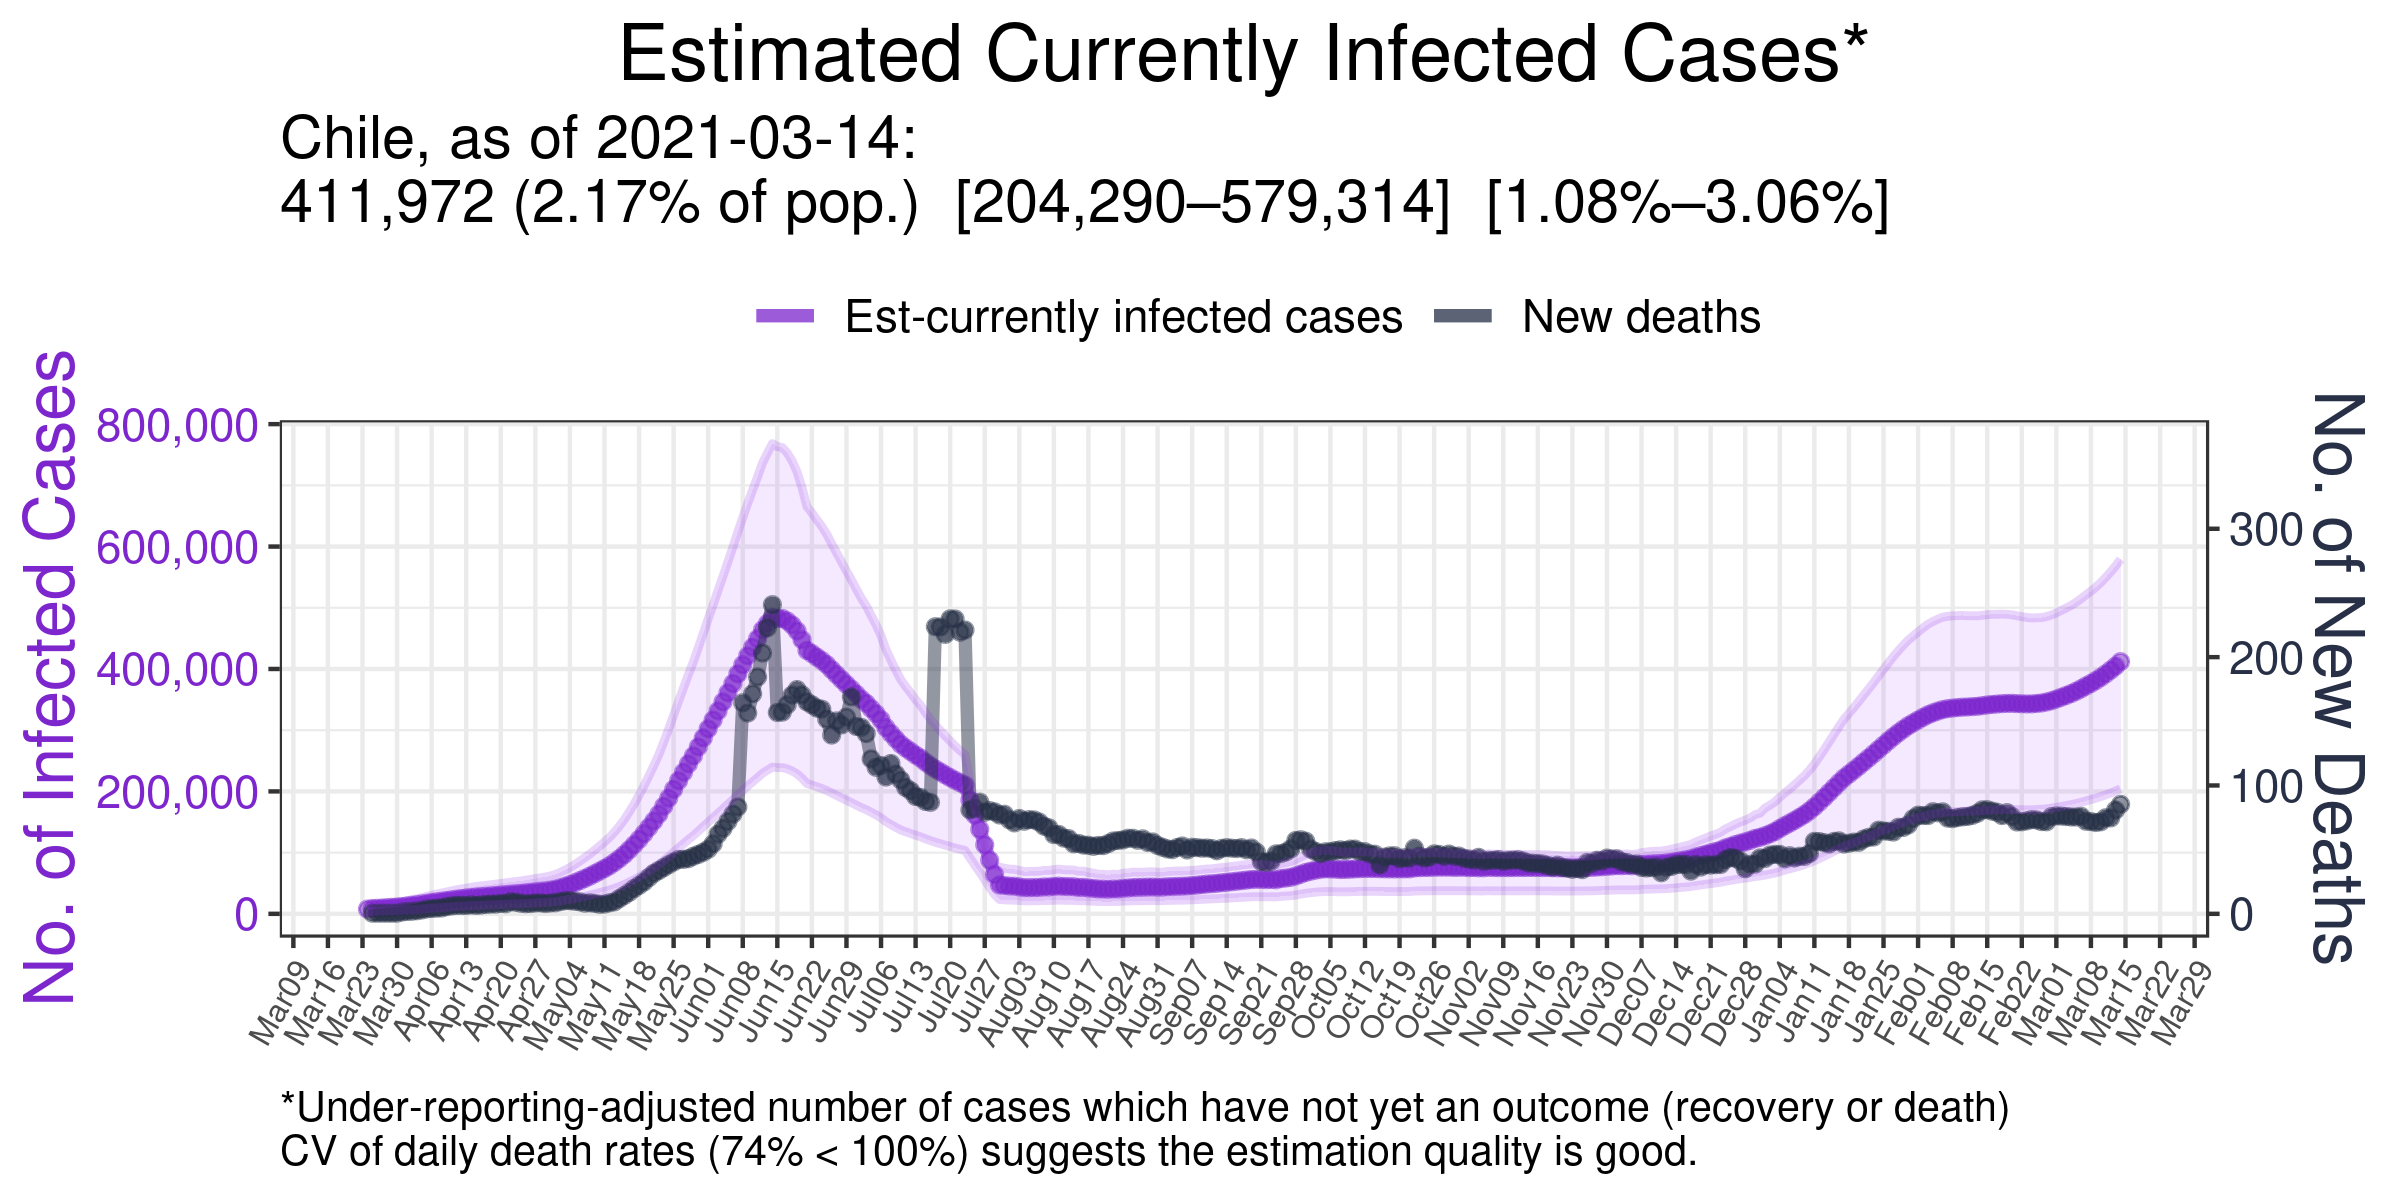 Estimated Currently Infected Cases*
Chile, as of 2021-03-14:
411,972 (2.17% of pop.)  [204,290–579,314]  [1.08%–3.06%]
Est-currently infected cases
New deaths
No. of Infected Cases
800,000
600,000
400,000
200,000
0
No. of New Deaths
300
200
100
0
Mar09
Mar16
Mar23
Mar30
Apr06
Apr13
Apr20
Apr27
May04
May11
May18
May25
Jun01
Jun08
Jun15
Jun22
Jun29
Jul06
Jul13
Jul20
Jul27
Aug03
Aug10
Aug17
Aug24
Aug31
Sep07
Sep14
Sep21
Sep28
Oct05
Oct12
Oct19
Oct26
Nov02
Nov09
Nov16
Nov23
Nov30
Dec07
Dec14
Dec21
Dec28
Jan04
Jan11
Jan18
Jan25
Feb01
Feb08
Feb15
Feb22
Mar01
Mar08
Mar15
Mar22
Mar29
*Under-reporting-adjusted number of cases which have not yet an outcome (recovery or death)
CV of daily death rates (74% < 100%) suggests the estimation quality is good.